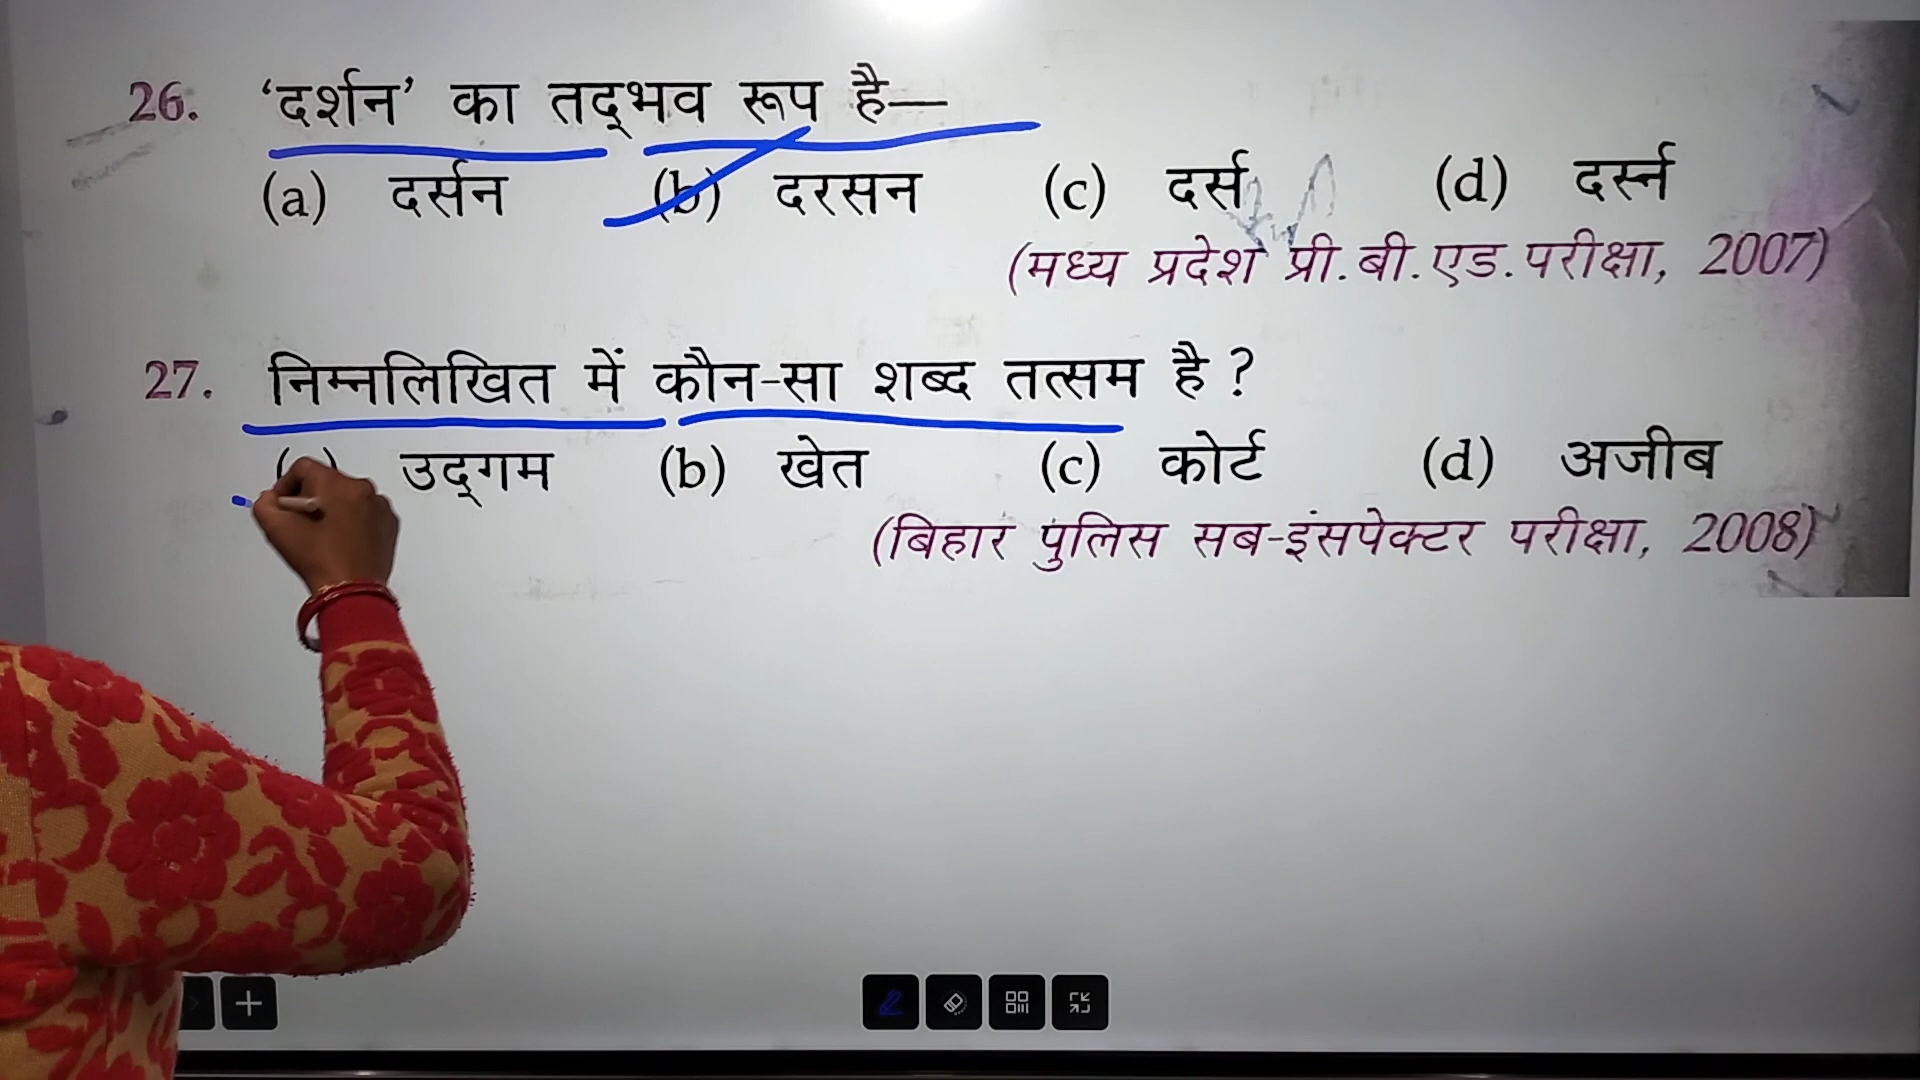 26. ‘दर्शन’ का तद्‌भव रूप है—
(a) दर्सन (b) दरसन (c) दर्स (d) दर्स्न
(मध्य प्रदेश प्री.बी.एड.परीक्षा, 2007)
27. निम्नलिखित में कौन-सा शब्द तत्सम है ?
उद्‌गम (b) खेत (c) कोर्ट (d) अजीब
(बिहार पुलिस सब-इंसपेक्टर परीक्षा, 2008)